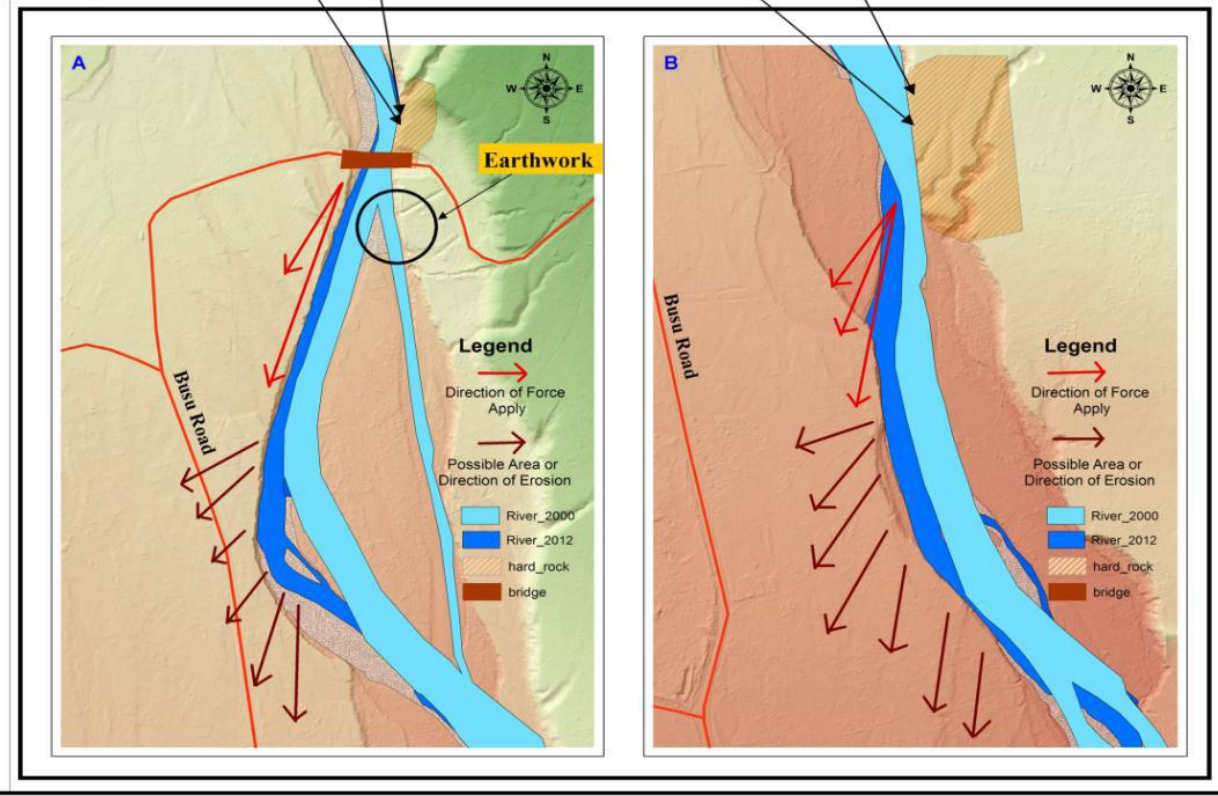 A
N
W
E
S
Earthwork
Busu Road
Legend
Direction of Force
Apply
Possible Area or
Direction of Erosion
River_2000
River_2012
hard_rock
bridge
B
N
W
E
S
Busu Road
Legend
Direction of Force
Apply
Possible Area or
Direction of Erosion
River_2000
River_2012
hard_rock
bridge